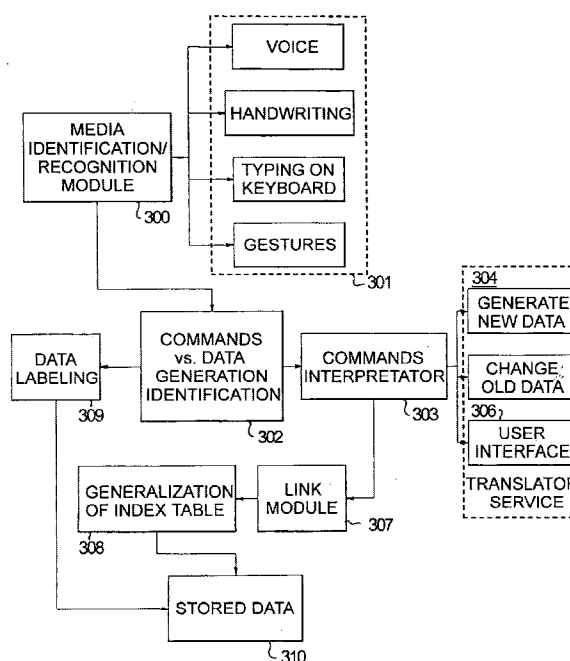 VOICE
HANDWRITING
TYPING ON
KEYBOARD
GESTURES
301
MEDIA
IDENTIFICATION/
RECOGNITION
MODULE
300
304
GENERATE
NEW DATA
CHANGE
OLD DATA
306
USER
INTERFACE
TRANSLATOR
SERVICE
DATA
LABELING
309
COMMANDS
vs. DATA
GENERATION
IDENTIFICATION
302
COMMANDS
INTERPRETATOR
303
GENERALIZATION
OF INDEX TABLE
308
LINK
MODULE
307
STORED DATA
310